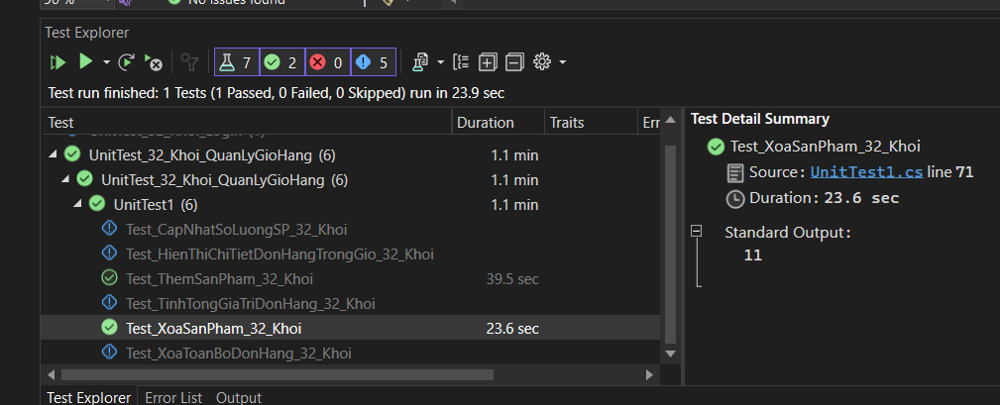 No issues found
Test Explorer
7 2 0 5
Test run finished: 1 Tests (1 Passed, 0 Failed, 0 Skipped) run in 23.9 sec
Test Duration Traits Err
UnitTest_32_Khoi_QuanLyGioHang (6) 1.1 min
UnitTest_32_Khoi_QuanLyGioHang (6) 1.1 min
UnitTest1 (6) 1.1 min
Test_CapNhatSoLuongSP_32_Khoi
Test_HienThiChiTietDonHangTrongGio_32_Khoi
Test_ThemSanPham_32_Khoi 39.5 sec
Test_TinhTongGiaTriDonHang_32_Khoi
Test_XoaSanPham_32_Khoi 23.6 sec
Test_XoaToanBoDonHang_32_Khoi
Test Detail Summary
Test_XoaSanPham_32_Khoi
Source: UnitTest1.cs line 71
Duration: 23.6 sec
Standard Output:
11
Test Explorer Error List Output